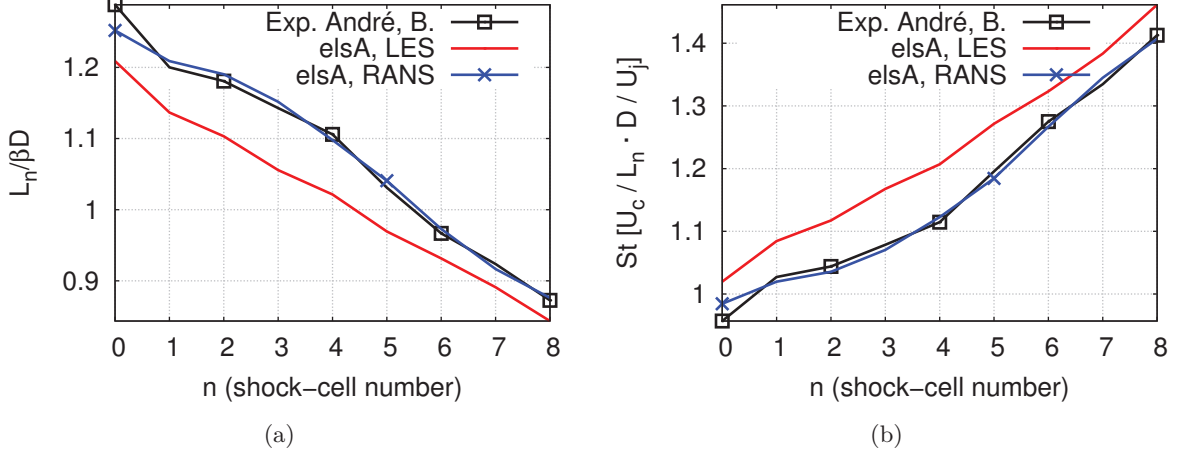 Exp. André, B.
elsA, LES
elsA, RANS
1.2
1.1
1
0.9
L_n/βD
0 1 2 3 4 5 6 7 8
n (shock−cell number)
(a)
Exp. André, B.
elsA, LES
elsA, RANS
1.4
1.3
1.2
1.1
1
St [U_c / L_n · D / U_j]
0 1 2 3 4 5 6 7 8
n (shock−cell number)
(b)